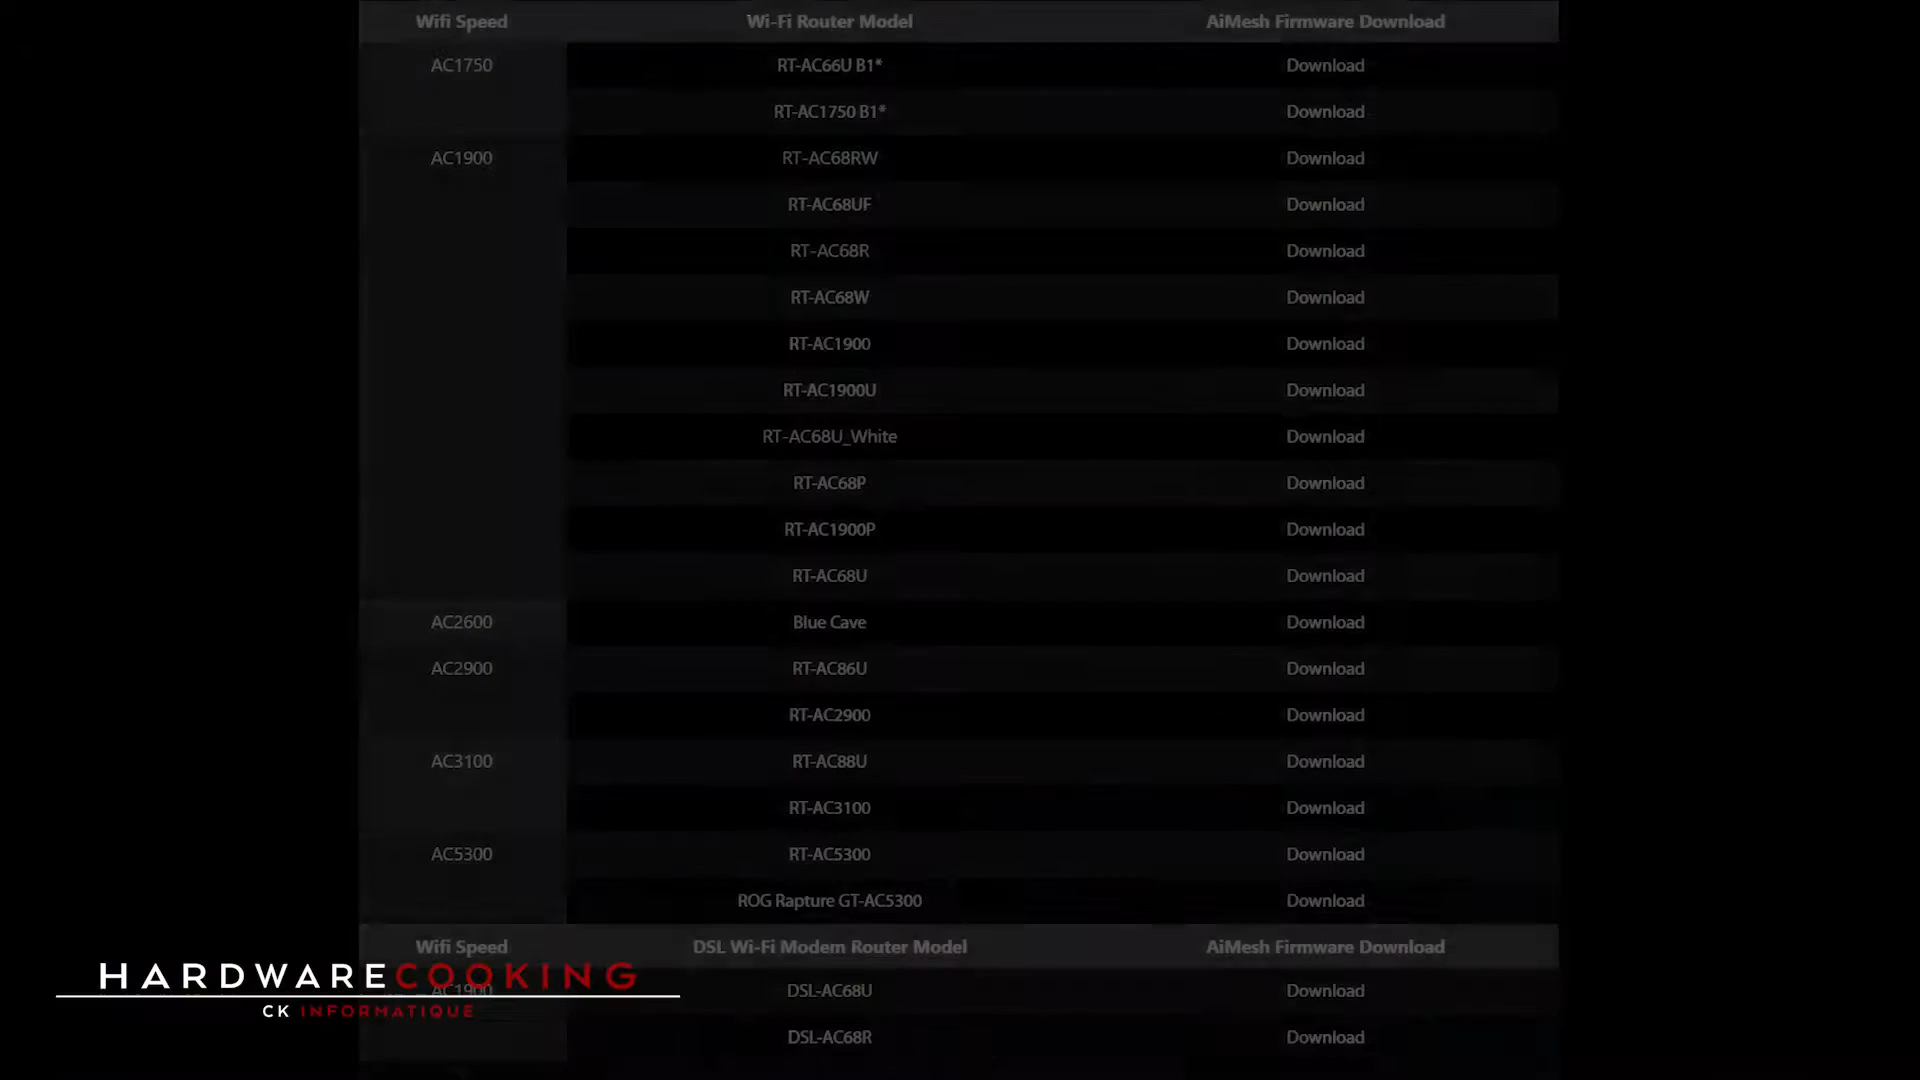 Wifi Speed Wi-Fi Router Model AiMesh Firmware Download
AC1750 RT-AC66U B1* Download
RT-AC1750 B1* Download
AC1900 RT-AC68RW Download
RT-AC68UF Download
RT-AC68R Download
RT-AC68W Download
RT-AC1900 Download
RT-AC1900U Download
RT-AC68U_White Download
RT-AC68P Download
RT-AC1900P Download
RT-AC68U Download
AC2600 Blue Cave Download
AC2900 RT-AC86U Download
RT-AC2900 Download
AC3100 RT-AC88U Download
RT-AC3100 Download
AC5300 RT-AC5300 Download
ROG Rapture GT-AC5300 Download
Wifi Speed DSL Wi-Fi Modem Router Model AiMesh Firmware Download
HARDWARECOOKING
AC1900 DSL-AC68U Download
CK INFORMATIQUE
DSL-AC68R Download